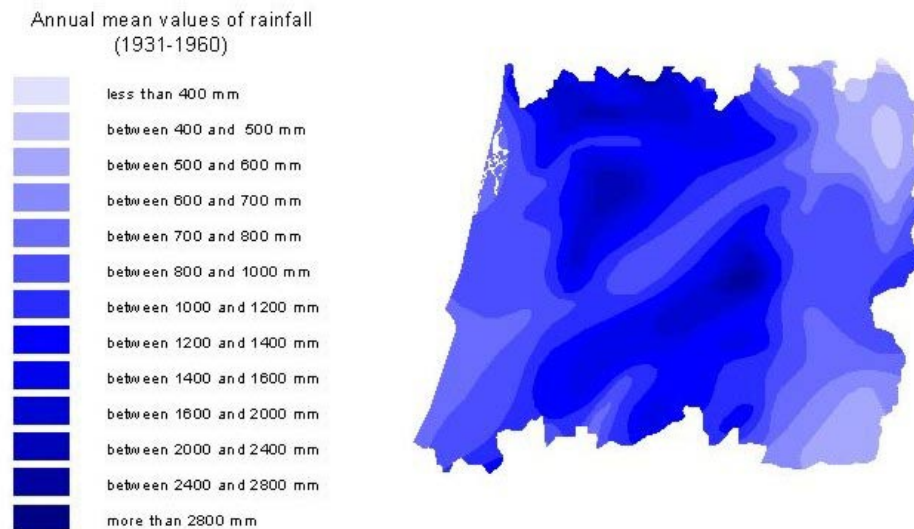 Annual mean values of rainfall
(1931-1960)
less than 400 mm
between 400 and 500 mm
between 500 and 600 mm
between 600 and 700 mm
between 700 and 800 mm
between 800 and 1000 mm
between 1000 and 1200 mm
between 1200 and 1400 mm
between 1400 and 1600 mm
between 1600 and 2000 mm
between 2000 and 2400 mm
between 2400 and 2800 mm
more than 2800 mm